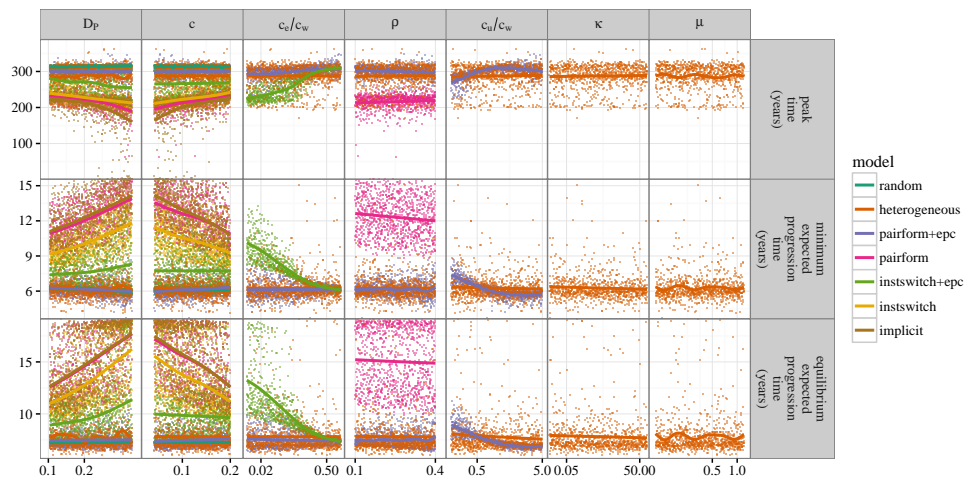 D_P c c_e/c_w ρ c_u/c_w κ μ
300
200
100
peak
time
(years)
15
12
9
6
minimum
expected
progression
time
(years)
15
10
equilibrium
expected
progression
time
(years)
0.1 0.2 0.1 0.2 0.02 0.50 0.1 0.4 0.5 5.0 0.05 50.00 0.5 1.0
model
random
heterogeneous
pairform+epc
pairform
instswitch+epc
instswitch
implicit